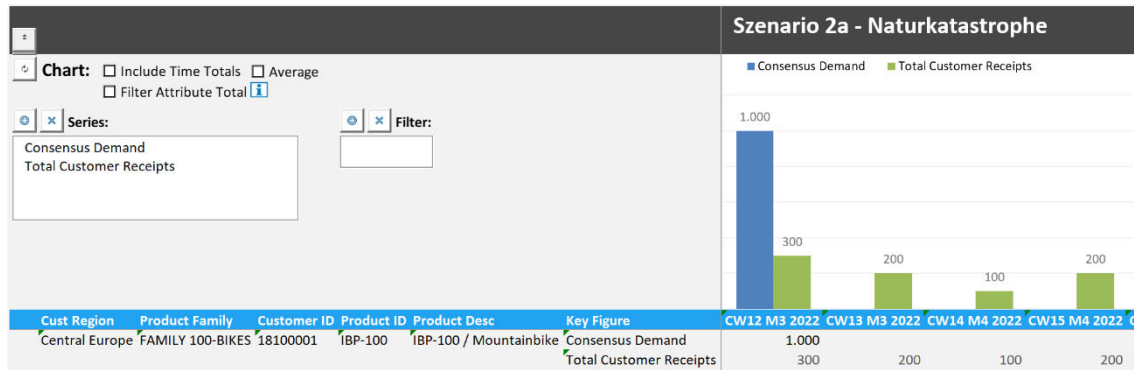 Szenario 2a - Naturkatastrophe
Chart: Include Time Totals Average
Filter Attribute Total
Series: Filter:
Consensus Demand
Total Customer Receipts
Consensus Demand Total Customer Receipts
1.000
300
200
100
200
Cust Region Product Family Customer ID Product ID Product Desc Key Figure CW12 M3 2022 CW13 M3 2022 CW14 M4 2022 CW15 M4 2022
Central Europe FAMILY 100-BIKES 18100001 IBP-100 IBP-100 / Mountainbike Consensus Demand 1.000
Total Customer Receipts 300 200 100 200